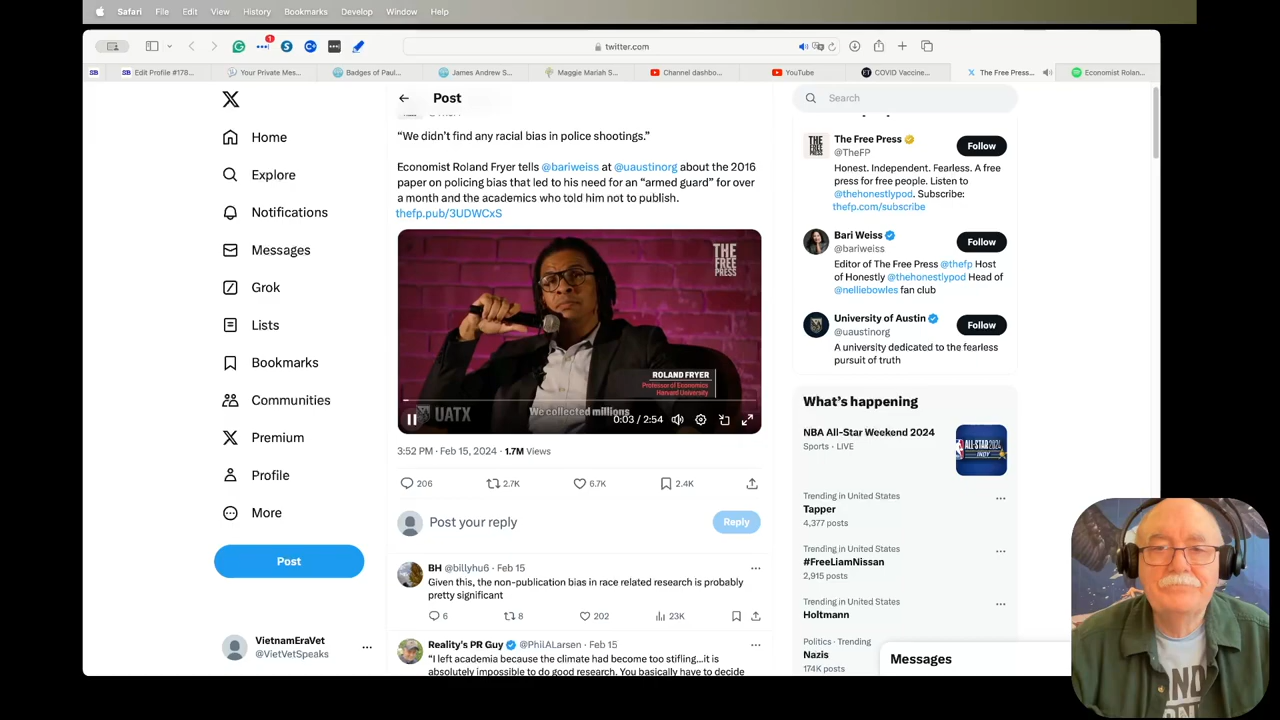 Safari File Edit View History Bookmarks Develop Window Help
1
twitter.com
SB
SB Edit Profile #178...
Your Private Mes...
Badges of Paul...
James Andrew S...
Maggie Mariah S...
Channel dashbo...
YouTube
ET COVID Vaccine...
X The Free Press...
Economist Rolan...
Home
Explore
Notifications
Messages
Grok
Lists
Bookmarks
Communities
Premium
Profile
More
Post
VietnamEraVet
@VietVetSpeaks
Post
“We didn’t find any racial bias in police shootings.”
Economist Roland Fryer tells @bariweiss at @uaustinorg about the 2016
paper on policing bias that led to his need for an “armed guard” for over
a month and the academics who told him not to publish.
thefp.pub/3UDWCxS
THE
FREE
PRESS
ROLAND FRYER
Professor of Economics
Harvard University
UATX
We collected millions
0:03 / 2:54
3:52 PM · Feb 15, 2024 · 1.7M Views
206 2.7K 6.7K 2.4K
Post your reply
Reply
BH @billyhu6 · Feb 15
Given this, the non-publication bias in race related research is probably
pretty significant
6 8 202 23K
Reality's PR Guy @PhilALarsen · Feb 15
“I left academia because the climate had become too stifling...it is
absolutely impossible to do good research. You basically have to decide
Search
THE
FREE
PRESS
The Free Press
@TheFP
Follow
Honest. Independent. Fearless. A free
press for free people. Listen to
@thehonestlypod. Subscribe:
thefp.com/subscribe
Bari Weiss
@bariweiss
Follow
Editor of The Free Press @thefp Host
of Honestly @thehonestlypod Head of
@nelliebowles fan club
University of Austin
@uaustinorg
Follow
A university dedicated to the fearless
pursuit of truth
What’s happening
NBA All-Star Weekend 2024
Sports · LIVE
ALL-STAR
2024
INDY
Trending in United States
Tapper
4,377 posts
Trending in United States
#FreeLiamNissan
2,915 posts
Trending in United States
Holtmann
Politics · Trending
Nazis
174K posts
Messages